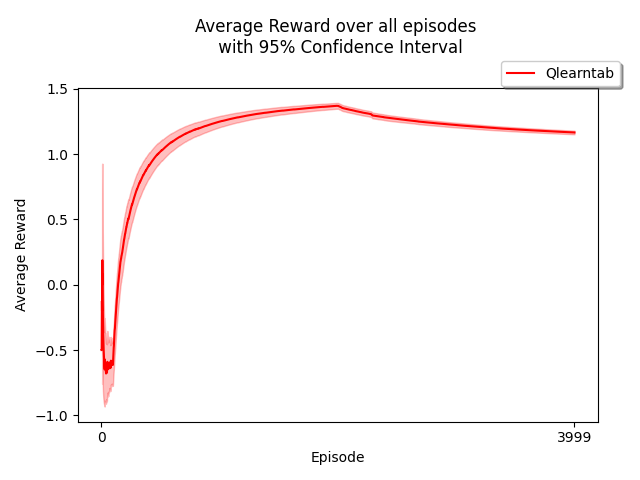 Average Reward over all episodes
with 95% Confidence Interval
Qlearntab
1.5
1.0
0.5
0.0
−0.5
−1.0
Average Reward
0
3999
Episode